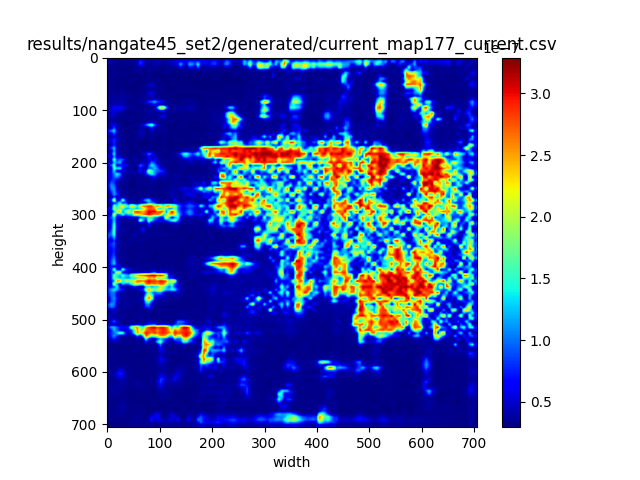 results/nangate45_set2/generated/current_map177_current.csv
1e−7
0
100
200
300
400
500
600
700
height
0 100 200 300 400 500 600 700
width
3.0
2.5
2.0
1.5
1.0
0.5